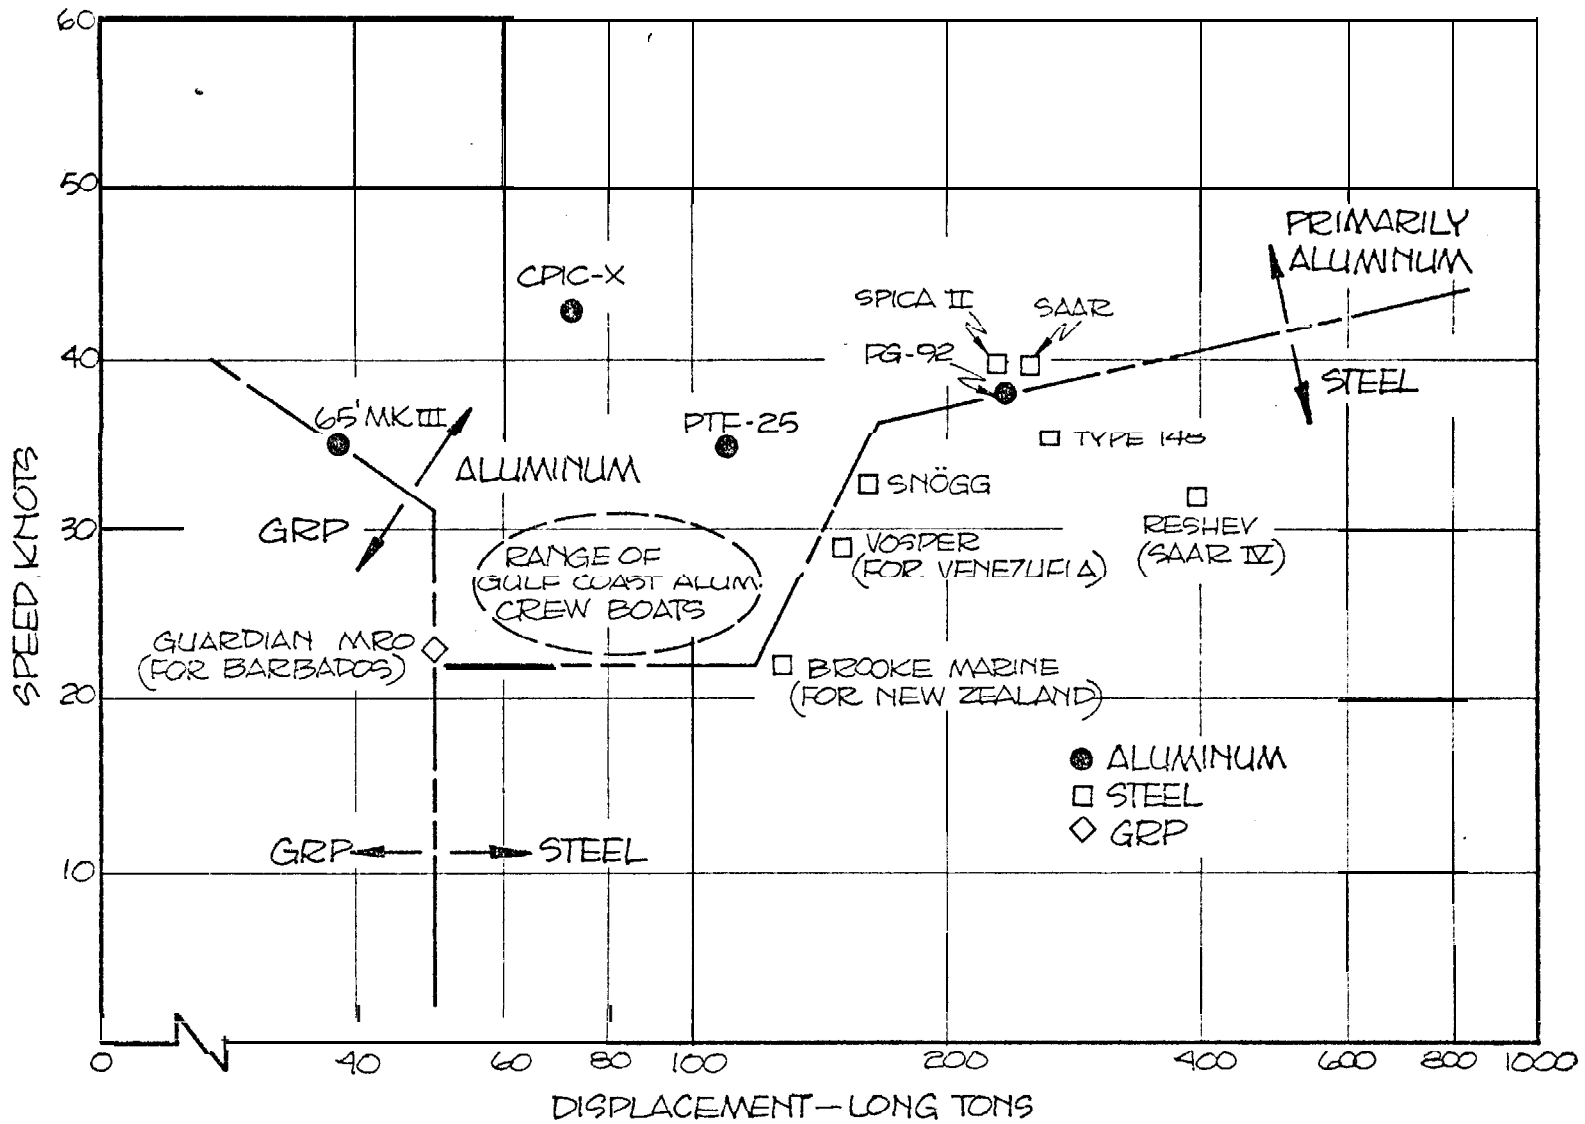 60
50
40
30
20
10
SPEED KNOTS
CPIC-X
SPICA II
SAAR
PG-92
PRIMARILY
ALUMINUM
STEEL
65' MK III
PTF-25
TYPE 148
ALUMINUM
GRP
SNÖGG
RANGE OF
GULF COAST ALUM.
CREW BOATS
VOSPER
(FOR VENEZUELA)
RESHEV
(SAAR IV)
GUARDIAN MRO
(FOR BARBADOS)
BROOKE MARINE
(FOR NEW ZEALAND)
ALUMINUM
STEEL
GRP
GRP
STEEL
0 40 60 80 100 200 400 600 800 1000
DISPLACEMENT—LONG TONS